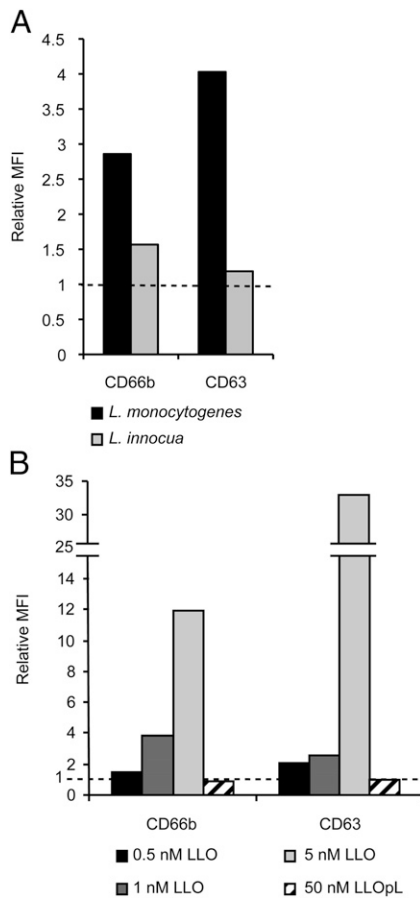 A
Relative MFI
4.5
4
3.5
3
2.5
2
1.5
1
0.5
0
CD66b CD63
L. monocytogenes
L. innocua
B
Relative MFI
35
30
25
14
12
10
8
6
4
2
1
0
CD66b CD63
0.5 nM LLO 5 nM LLO
1 nM LLO 50 nM LLOpL